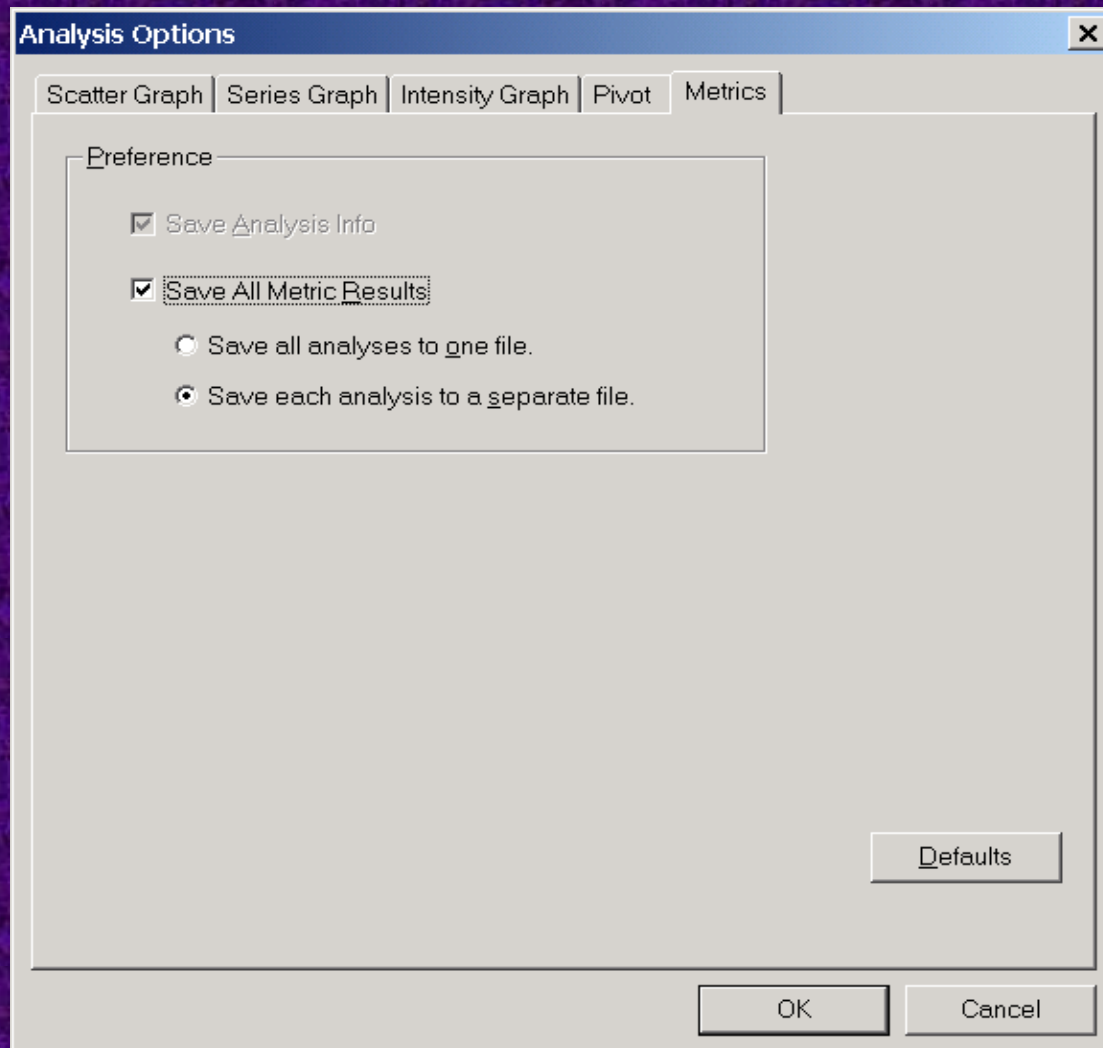 Analysis Options
Scatter Graph Series Graph Intensity Graph Pivot Metrics
Preference
Save Analysis Info
Save All Metric Results
Save all analyses to one file.
Save each analysis to a separate file.
Defaults
OK Cancel